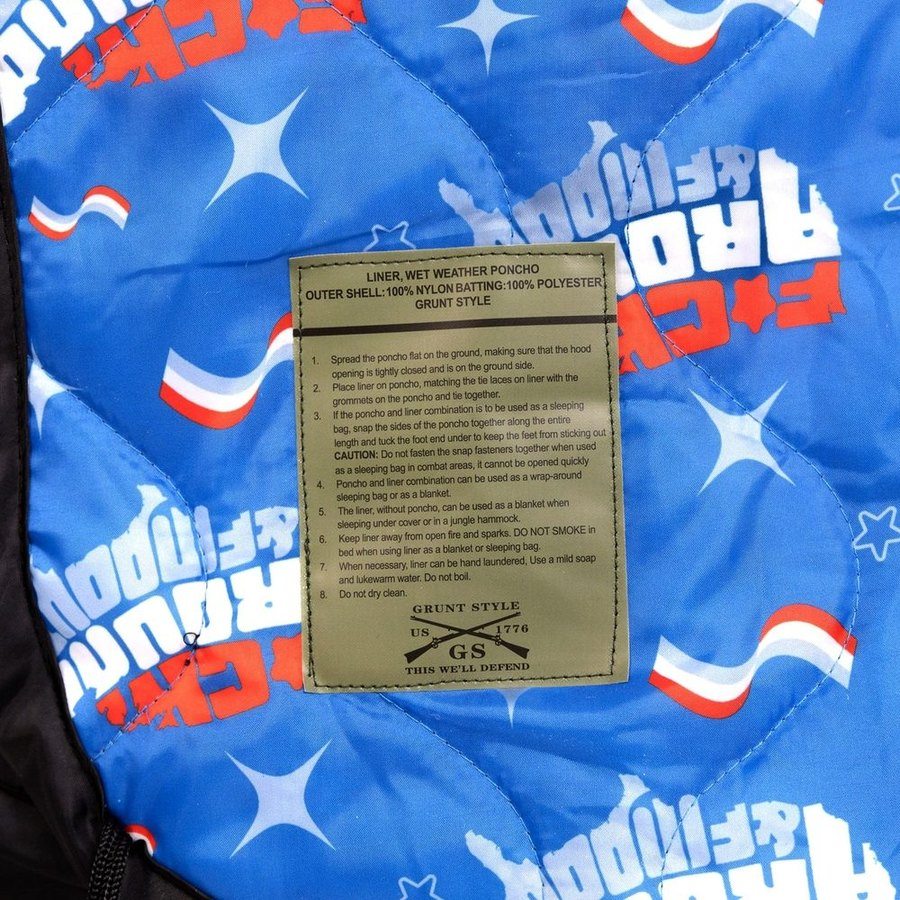 F★CK
AROUND
& FIND OUT
LINER, WET WEATHER PONCHO
OUTER SHELL:100% NYLON BATTING:100% POLYESTER
GRUNT STYLE
1. Spread the poncho flat on the ground, making sure that the hood
opening is tightly closed and is on the ground side.
2. Place liner on poncho, matching the tie laces on liner with the
grommets on the poncho and tie together.
3. If the poncho and liner combination is to be used as a sleeping
bag, snap the sides of the poncho together along the entire
length and tuck the foot end under to keep the feet from sticking out
CAUTION: Do not fasten the snap fasteners together when used
as a sleeping bag in combat areas, it cannot be opened quickly
4. Poncho and liner combination can be used as a wrap-around
sleeping bag or as a blanket.
5. The liner, without poncho, can be used as a blanket when
sleeping under cover or in a jungle hammock.
6. Keep liner away from open fire and sparks. DO NOT SMOKE in
bed when using liner as a blanket or sleeping bag.
7. When necessary, liner can be hand laundered, Use a mild soap
and lukewarm water. Do not boil.
8. Do not dry clean.
GRUNT STYLE
US 1776
GS
THIS WE'LL DEFEND